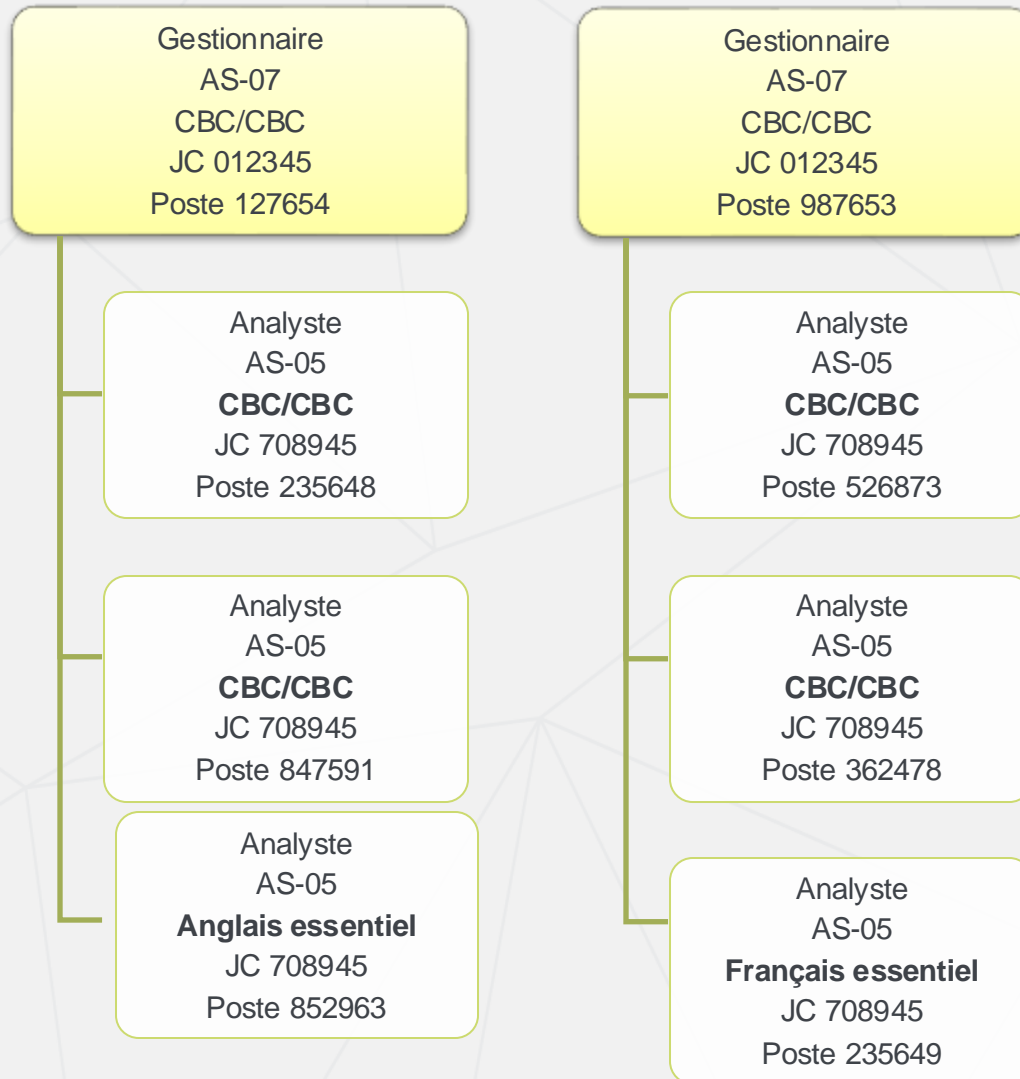 Gestionnaire
AS-07
CBC/CBC
JC 012345
Poste 127654
Analyste
AS-05
CBC/CBC
JC 708945
Poste 235648
Analyste
AS-05
CBC/CBC
JC 708945
Poste 847591
Analyste
AS-05
Anglais essentiel
JC 708945
Poste 852963
Gestionnaire
AS-07
CBC/CBC
JC 012345
Poste 987653
Analyste
AS-05
CBC/CBC
JC 708945
Poste 526873
Analyste
AS-05
CBC/CBC
JC 708945
Poste 362478
Analyste
AS-05
Français essentiel
JC 708945
Poste 235649